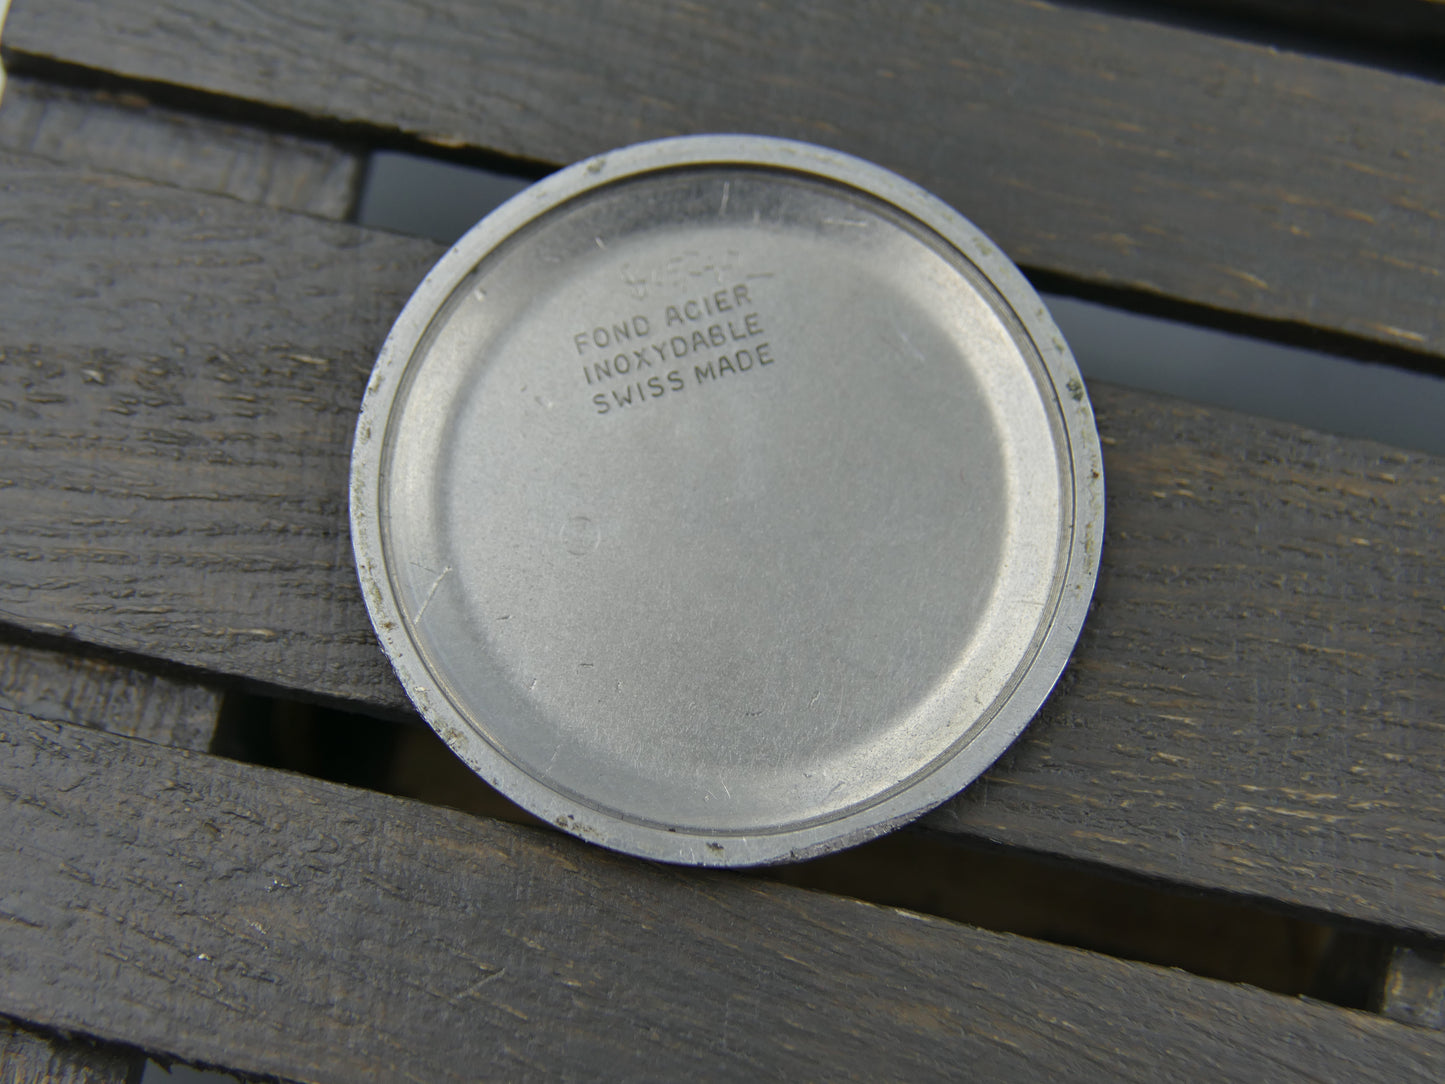 FOND ACIER
INOXYDABLE
SWISS MADE